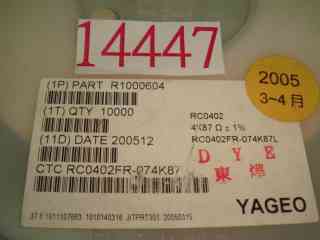 14447
2005
3~4月
(1P) PART R1000604
(1T) QTY 10000
RC0402
4K87 Ω ± 1%
(11D) DATE 200512
RC0402FR-074K87L
D Y E
東燁
CTC RC0402FR-074K87
YAGEO